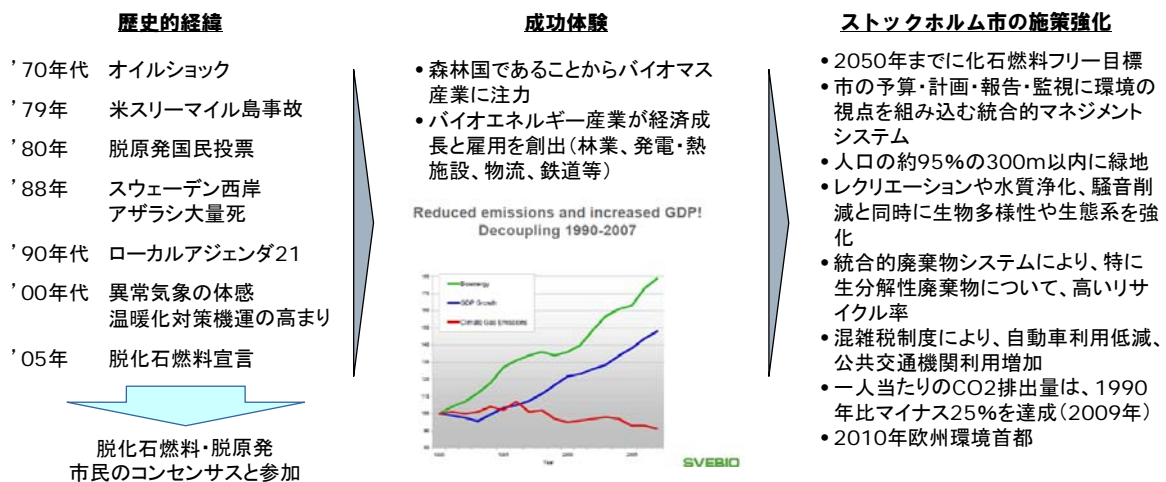 歴史的経緯
'70年代 オイルショック
'79年 米スリーマイル島事故
'80年 脱原発国民投票
'88年 スウェーデン西岸
アザラシ大量死
'90年代 ローカルアジェンダ21
'00年代 異常気象の体感
温暖化対策機運の高まり
'05年 脱化石燃料宣言
脱化石燃料・脱原発
市民のコンセンサスと参加
成功体験
•森林国であることからバイオマス
産業に注力
•バイオエネルギー産業が経済成
長と雇用を創出(林業、発電・熱
施設、物流、鉄道等)
Reduced emissions and increased GDP!
Decoupling 1990-2007
Bioenergy
GDP Growth
Climate Gas Emissions
Year
SVEBIO
ストックホルム市の施策強化
•2050年までに化石燃料フリー目標
•市の予算・計画・報告・監視に環境の
視点を組み込む統合的マネジメント
システム
•人口の約95%の300m以内に緑地
•レクリエーションや水質浄化、騒音削
減と同時に生物多様性や生態系を強
化
•統合的廃棄物システムにより、特に
生分解性廃棄物について、高いリサ
イクル率
•混雑税制度により、自動車利用低減、
公共交通機関利用増加
•一人当たりのCO2排出量は、1990
年比マイナス25%を達成(2009年)
•2010年欧州環境首都